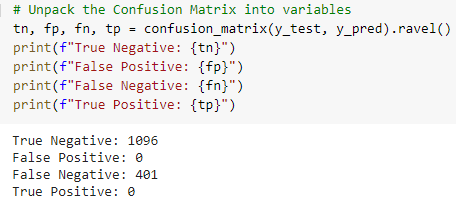 # Unpack the Confusion Matrix into variables
tn, fp, fn, tp = confusion_matrix(y_test, y_pred).ravel()
print(f"True Negative: {tn}")
print(f"False Positive: {fp}")
print(f"False Negative: {fn}")
print(f"True Positive: {tp}")
True Negative: 1096
False Positive: 0
False Negative: 401
True Positive: 0